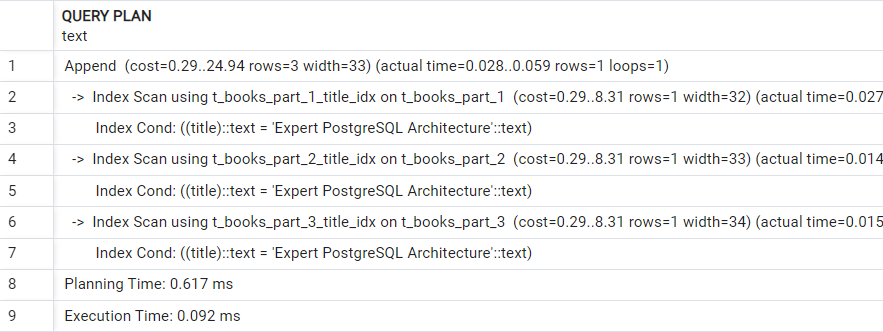 QUERY PLAN
text
1 Append (cost=0.29..24.94 rows=3 width=33) (actual time=0.028..0.059 rows=1 loops=1)
2 -> Index Scan using t_books_part_1_title_idx on t_books_part_1 (cost=0.29..8.31 rows=1 width=32) (actual time=0.027
3 Index Cond: ((title)::text = 'Expert PostgreSQL Architecture'::text)
4 -> Index Scan using t_books_part_2_title_idx on t_books_part_2 (cost=0.29..8.31 rows=1 width=33) (actual time=0.014
5 Index Cond: ((title)::text = 'Expert PostgreSQL Architecture'::text)
6 -> Index Scan using t_books_part_3_title_idx on t_books_part_3 (cost=0.29..8.31 rows=1 width=34) (actual time=0.015
7 Index Cond: ((title)::text = 'Expert PostgreSQL Architecture'::text)
8 Planning Time: 0.617 ms
9 Execution Time: 0.092 ms